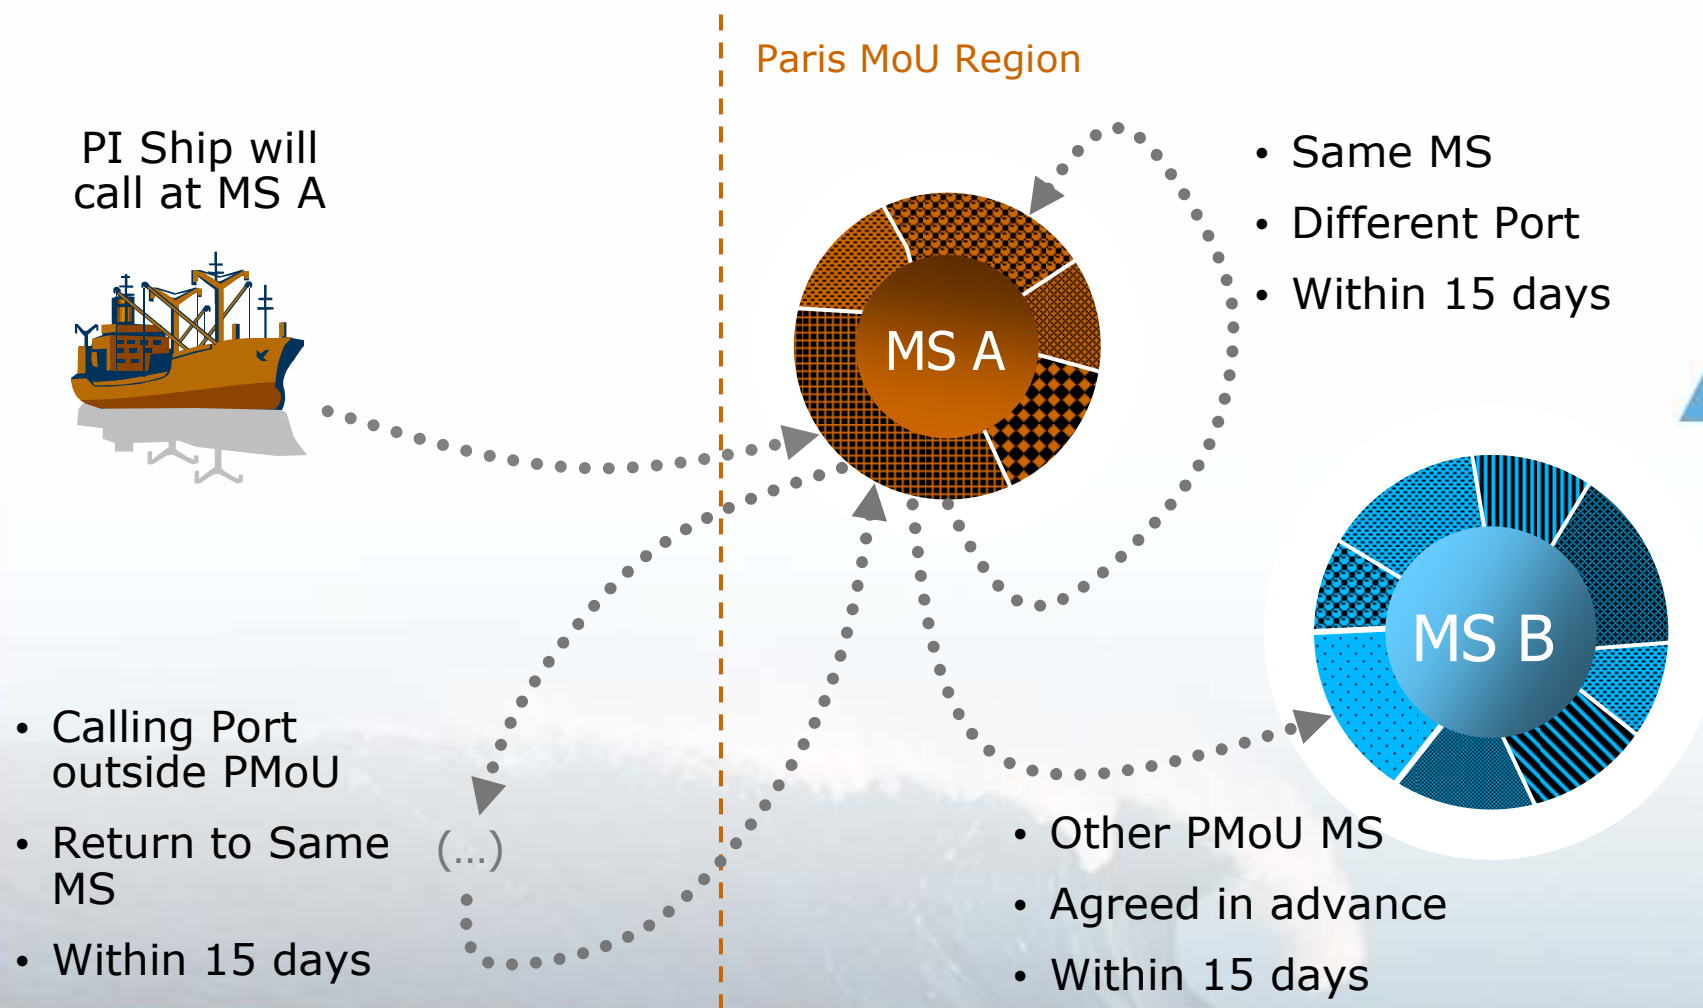 Paris MoU Region
PI Ship will
call at MS A
• Same MS
• Different Port
• Within 15 days
MS A
MS B
• Calling Port
outside PMoU
• Return to Same
MS
• Within 15 days
(...)
• Other PMoU MS
• Agreed in advance
• Within 15 days